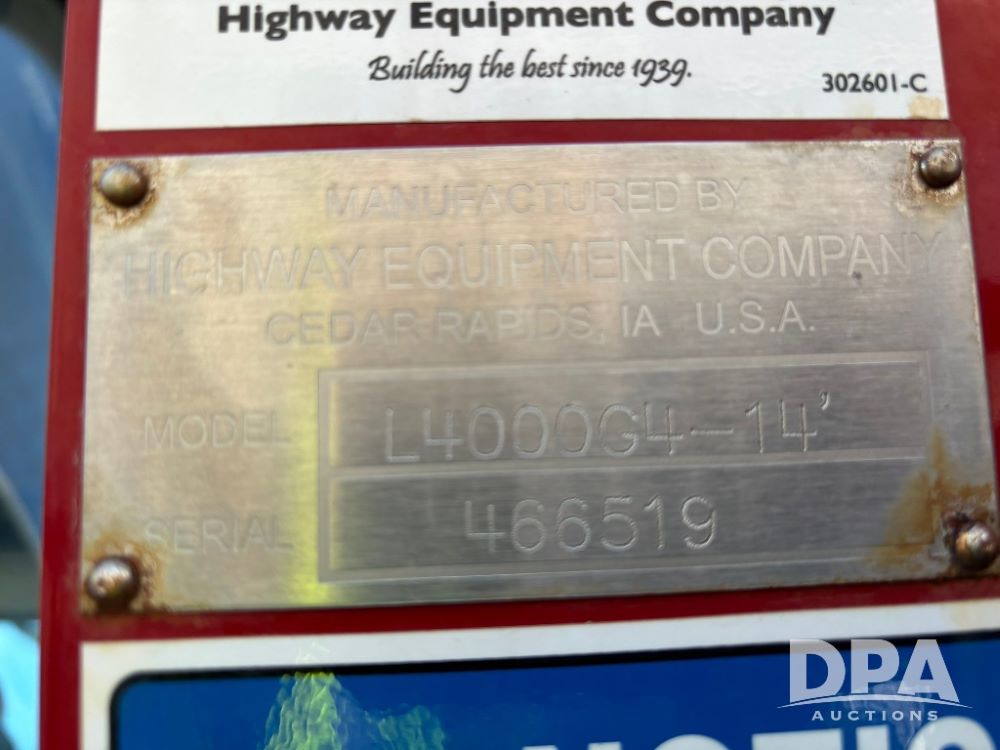 Highway Equipment Company
Building the best since 1939.
302601-C
MANUFACTURED BY
HIGHWAY EQUIPMENT COMPANY
CEDAR RAPIDS, IA U.S.A.
MODEL L4000G4-14'
SERIAL 466519
DPA
AUCTIONS